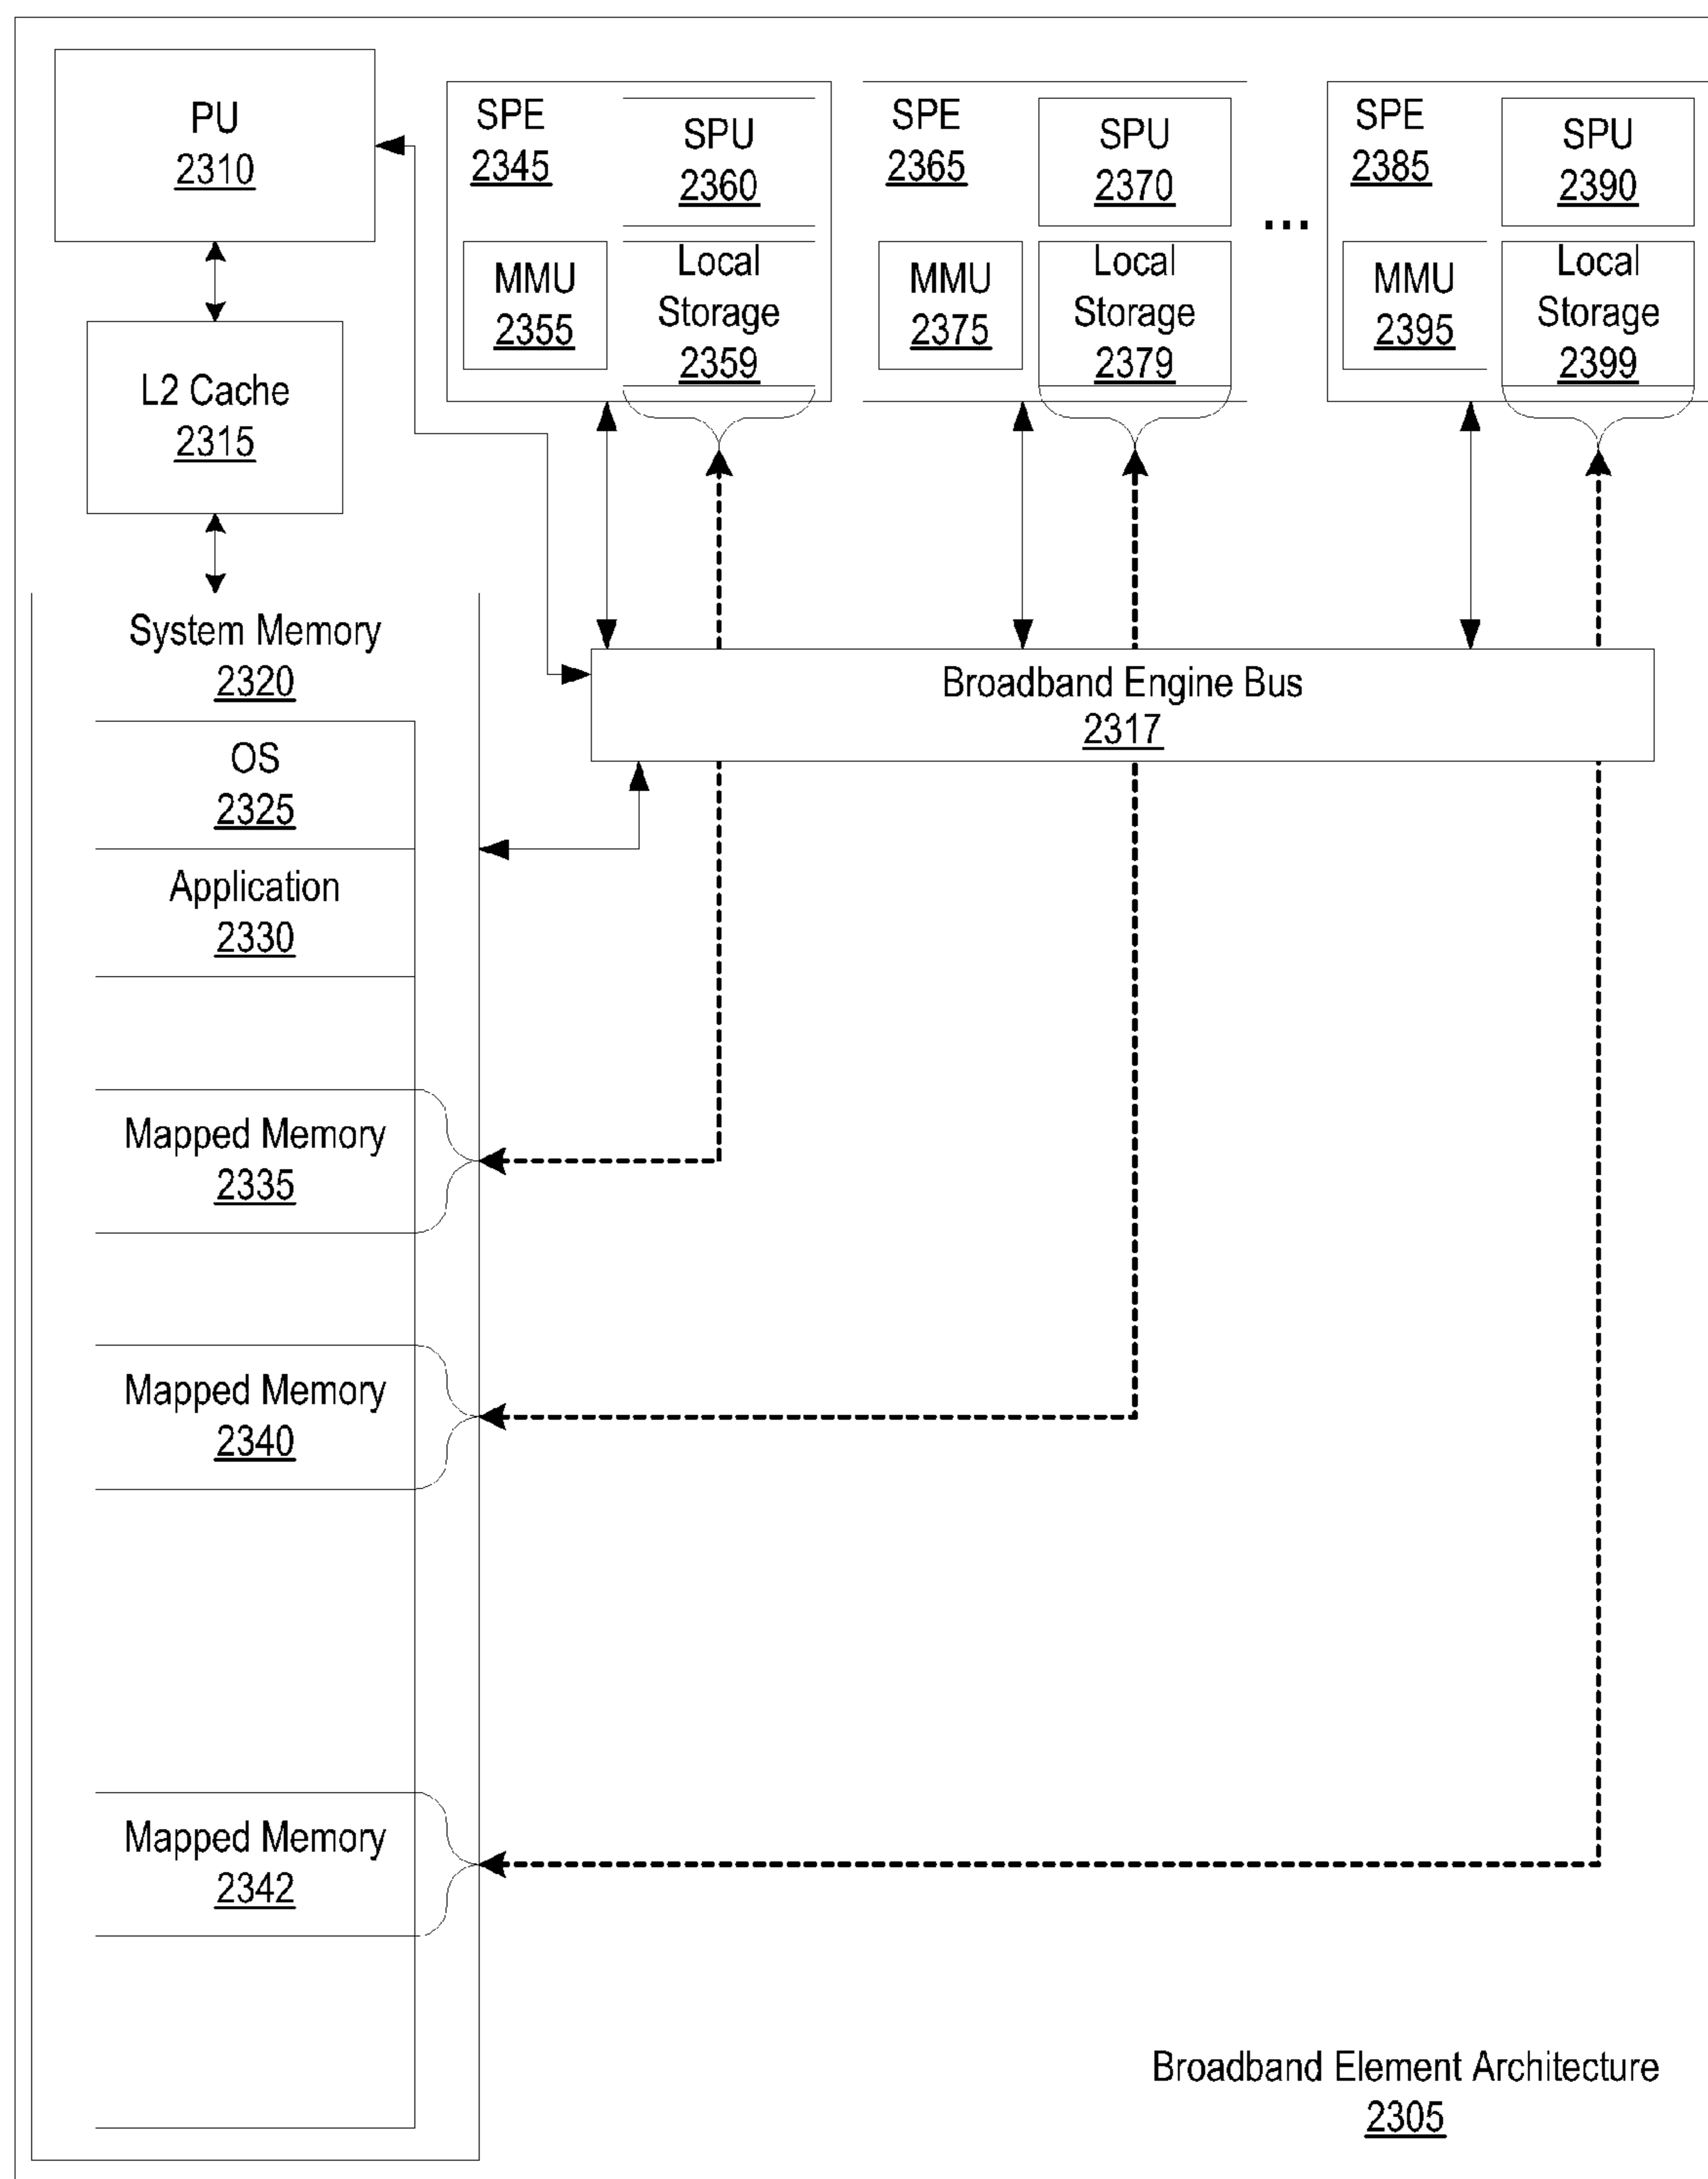 PU
2310
L2 Cache
2315
System Memory
2320
OS
2325
Application
2330
Mapped Memory
2335
Mapped Memory
2340
Mapped Memory
2342
SPE
2345
SPU
2360
MMU
2355
Local
Storage
2359
SPE
2365
SPU
2370
MMU
2375
Local
Storage
2379
...
SPE
2385
SPU
2390
MMU
2395
Local
Storage
2399
Broadband Engine Bus
2317
Broadband Element Architecture
2305